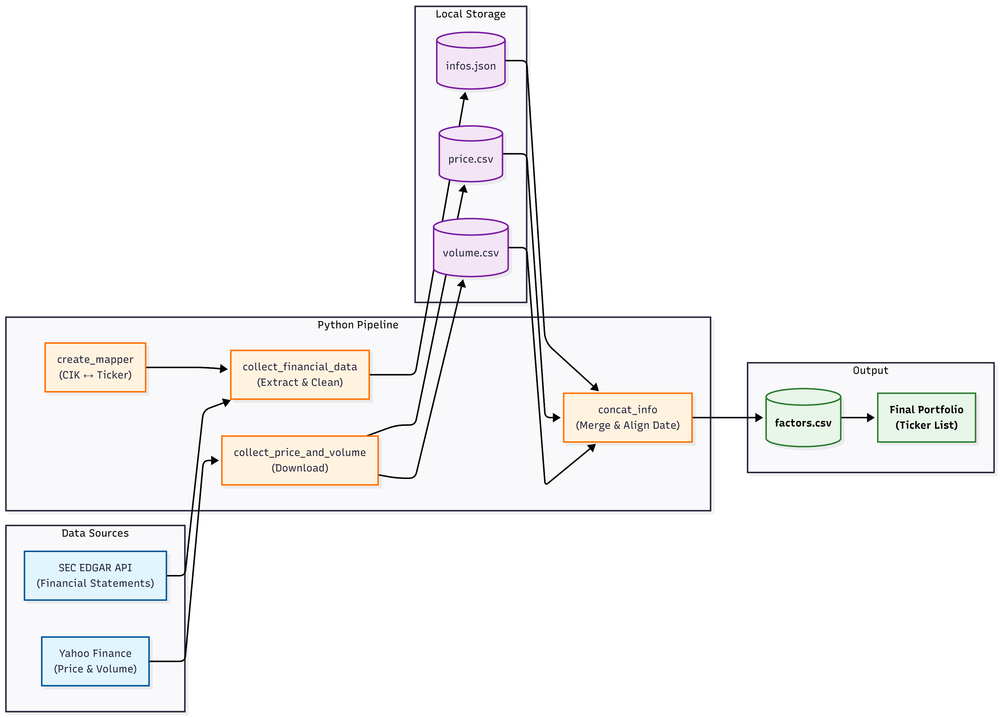 Local Storage
infos.json
price.csv
volume.csv
Python Pipeline
create_mapper
(CIK ↔ Ticker)
collect_financial_data
(Extract & Clean)
collect_price_and_volume
(Download)
concat_info
(Merge & Align Date)
Output
factors.csv
Final Portfolio
(Ticker List)
Data Sources
SEC EDGAR API
(Financial Statements)
Yahoo Finance
(Price & Volume)